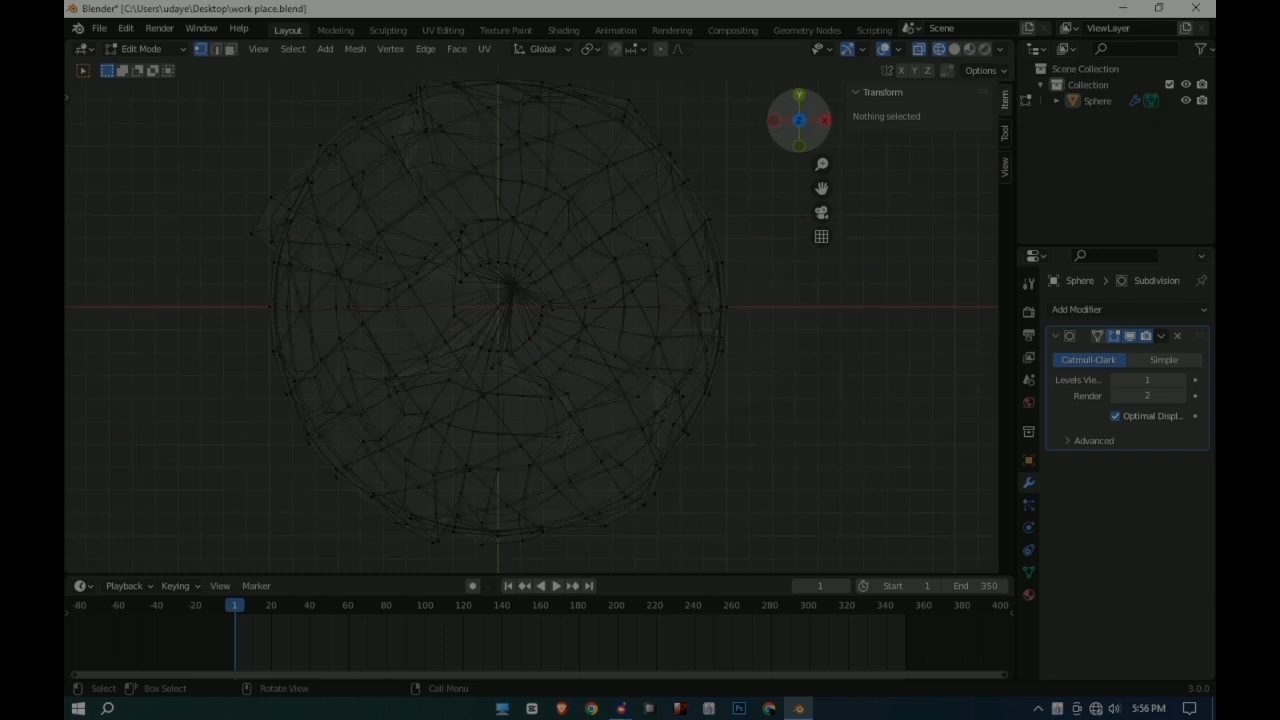 Blender* [C:\Users\udaye\Desktop\work place.blend]
File Edit Render Window Help Layout Modeling Sculpting UV Editing Texture Paint Shading Animation Rendering Compositing Geometry Nodes Scripting Scene ViewLayer
Edit Mode View Select Add Mesh Vertex Edge Face UV Global
X Y Z Options
Scene Collection
Collection
Sphere
Transform
Nothing selected
Item
Tool
View
Y
Z
X
Sphere Subdivision
Add Modifier
Catmull-Clark Simple
Levels Vie... 1
Render 2
Optimal Displ...
Advanced
Playback Keying View Marker 1 Start 1 End 350
-80 -60 -40 -20 1 20 40 60 80 100 120 140 160 180 200 220 240 260 280 300 320 340 360 380 400
Select Box Select Rotate View Call Menu 3.0.0
Ps 5:56 PM